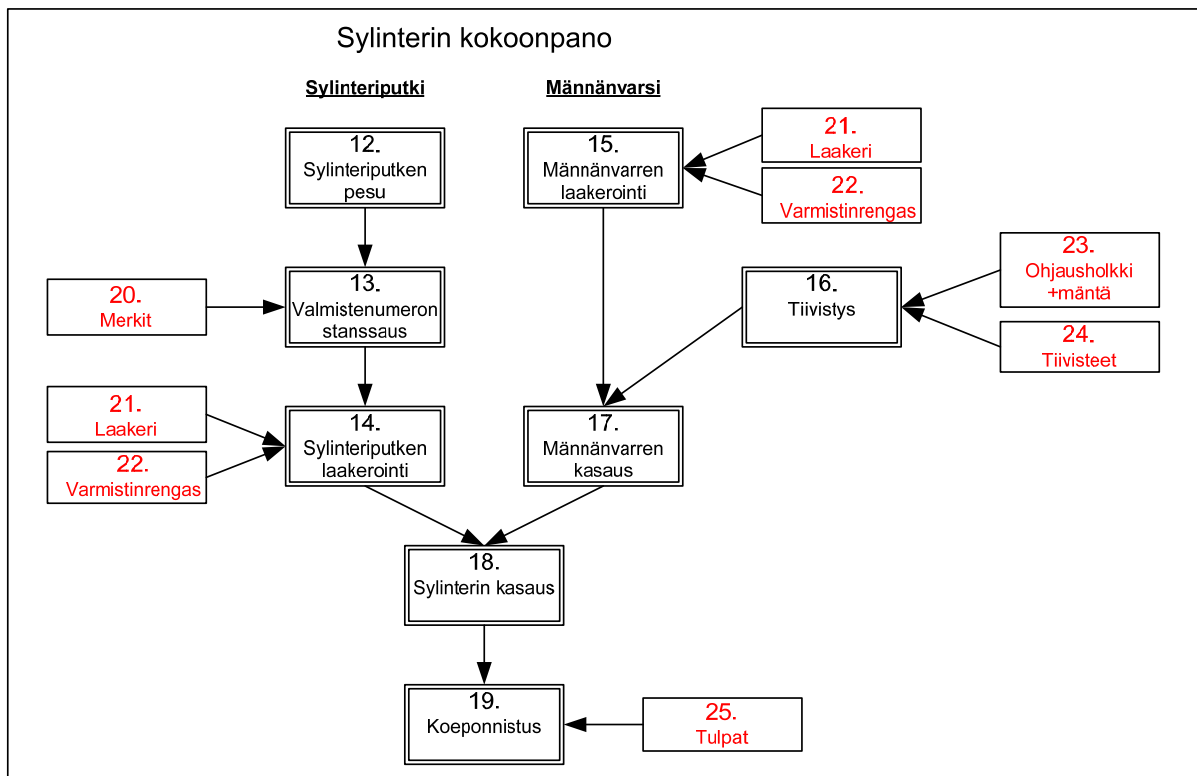 Sylinterin kokoonpano
Sylinteriputki
Männänvarsi
12.
Sylinteriputken
pesu
15.
Männänvarren
laakerointi
21.
Laakeri
22.
Varmistinrengas
20.
Merkit
13.
Valmistenumeron
stanssaus
16.
Tiivistys
23.
Ohjausholkki
+mäntä
24.
Tiivisteet
21.
Laakeri
22.
Varmistinrengas
14.
Sylinteriputken
laakerointi
17.
Männänvarren
kasaus
18.
Sylinterin kasaus
19.
Koeponnistus
25.
Tulpat